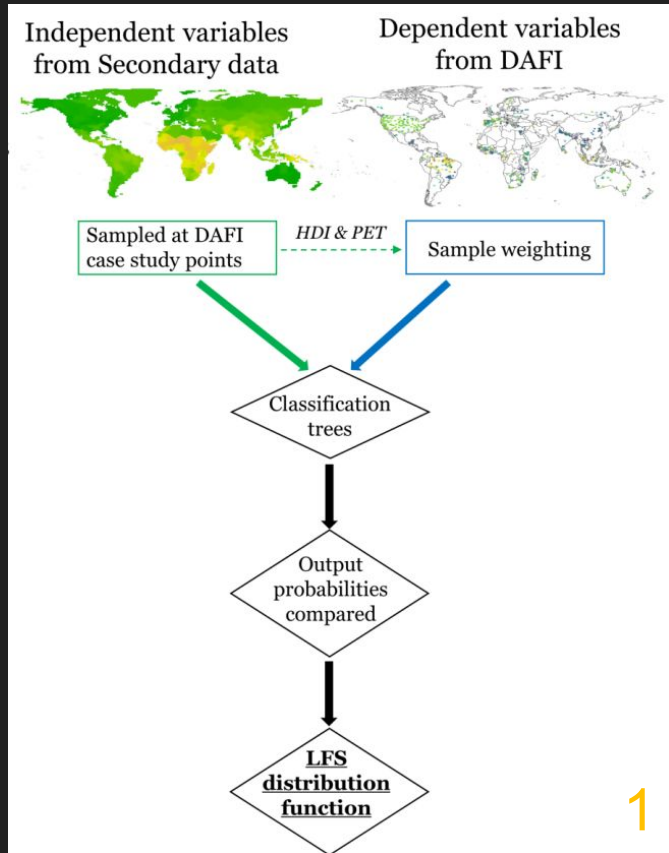 Independent variables
from Secondary data
Dependent variables
from DAFI
Sampled at DAFI
case study points
HDI & PET
Sample weighting
Classification
trees
Output
probabilities
compared
LFS
distribution
function
1